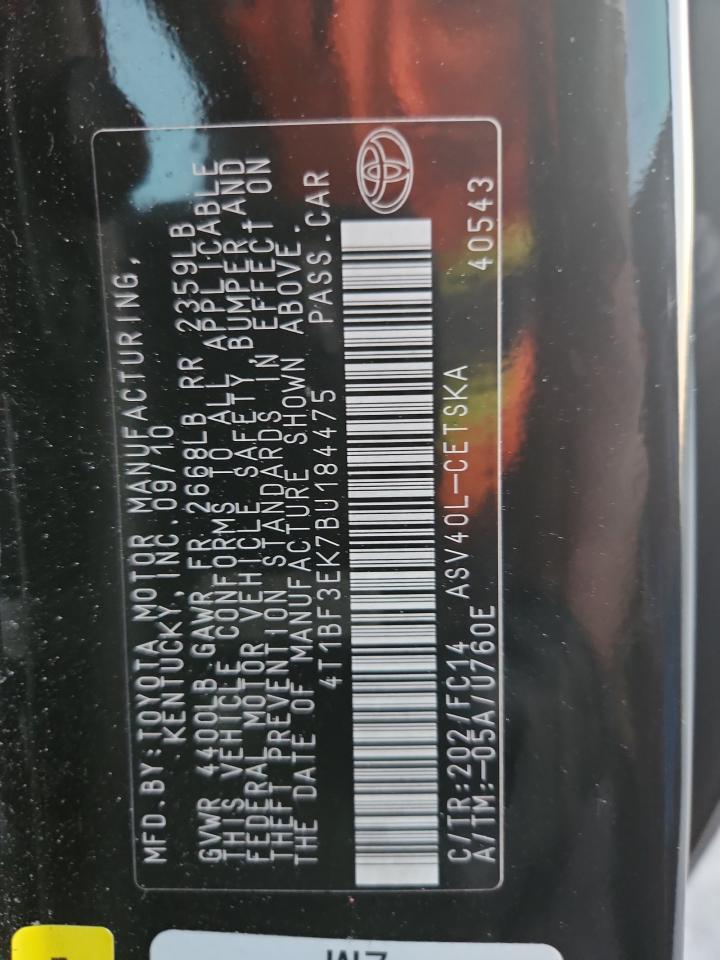 MFD.BY:TOYOTA MOTOR MANUFACTURING,
KENTUCKY, INC.09/10
GVWR 4400LB GAWR FR 2668LB RR 2359LB
THIS VEHICLE CONFORMS TO ALL APPLICABLE
FEDERAL MOTOR VEHICLE SAFETY, BUMPER AND
THEFT PREVENTION STANDARDS IN EFFECT ON
THE DATE OF MANUFACTURE SHOWN ABOVE.
4T1BF3EK7BU184475 PASS.CAR
C/TR:202/FC14 ASV40L-CETSKA 40543
A/TM:-05A/U760E